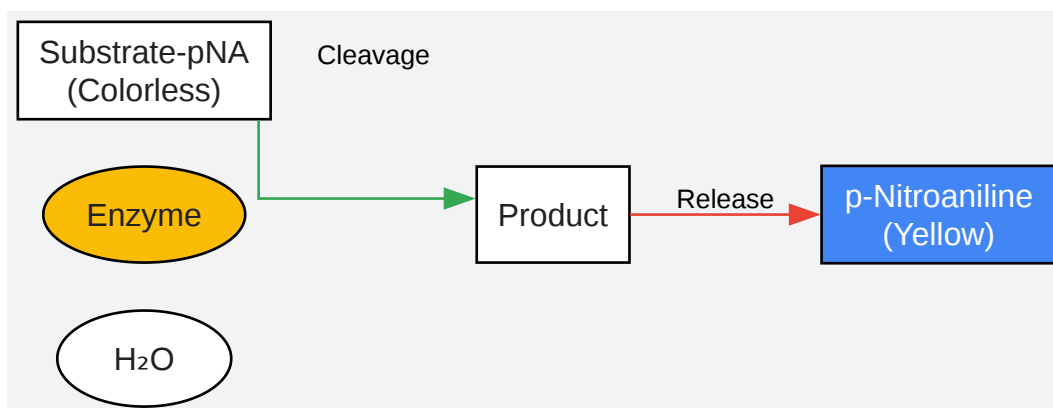 Substrate-pNA
(Colorless)
Cleavage
Enzyme
Product
Release
p-Nitroaniline
(Yellow)
H₂O